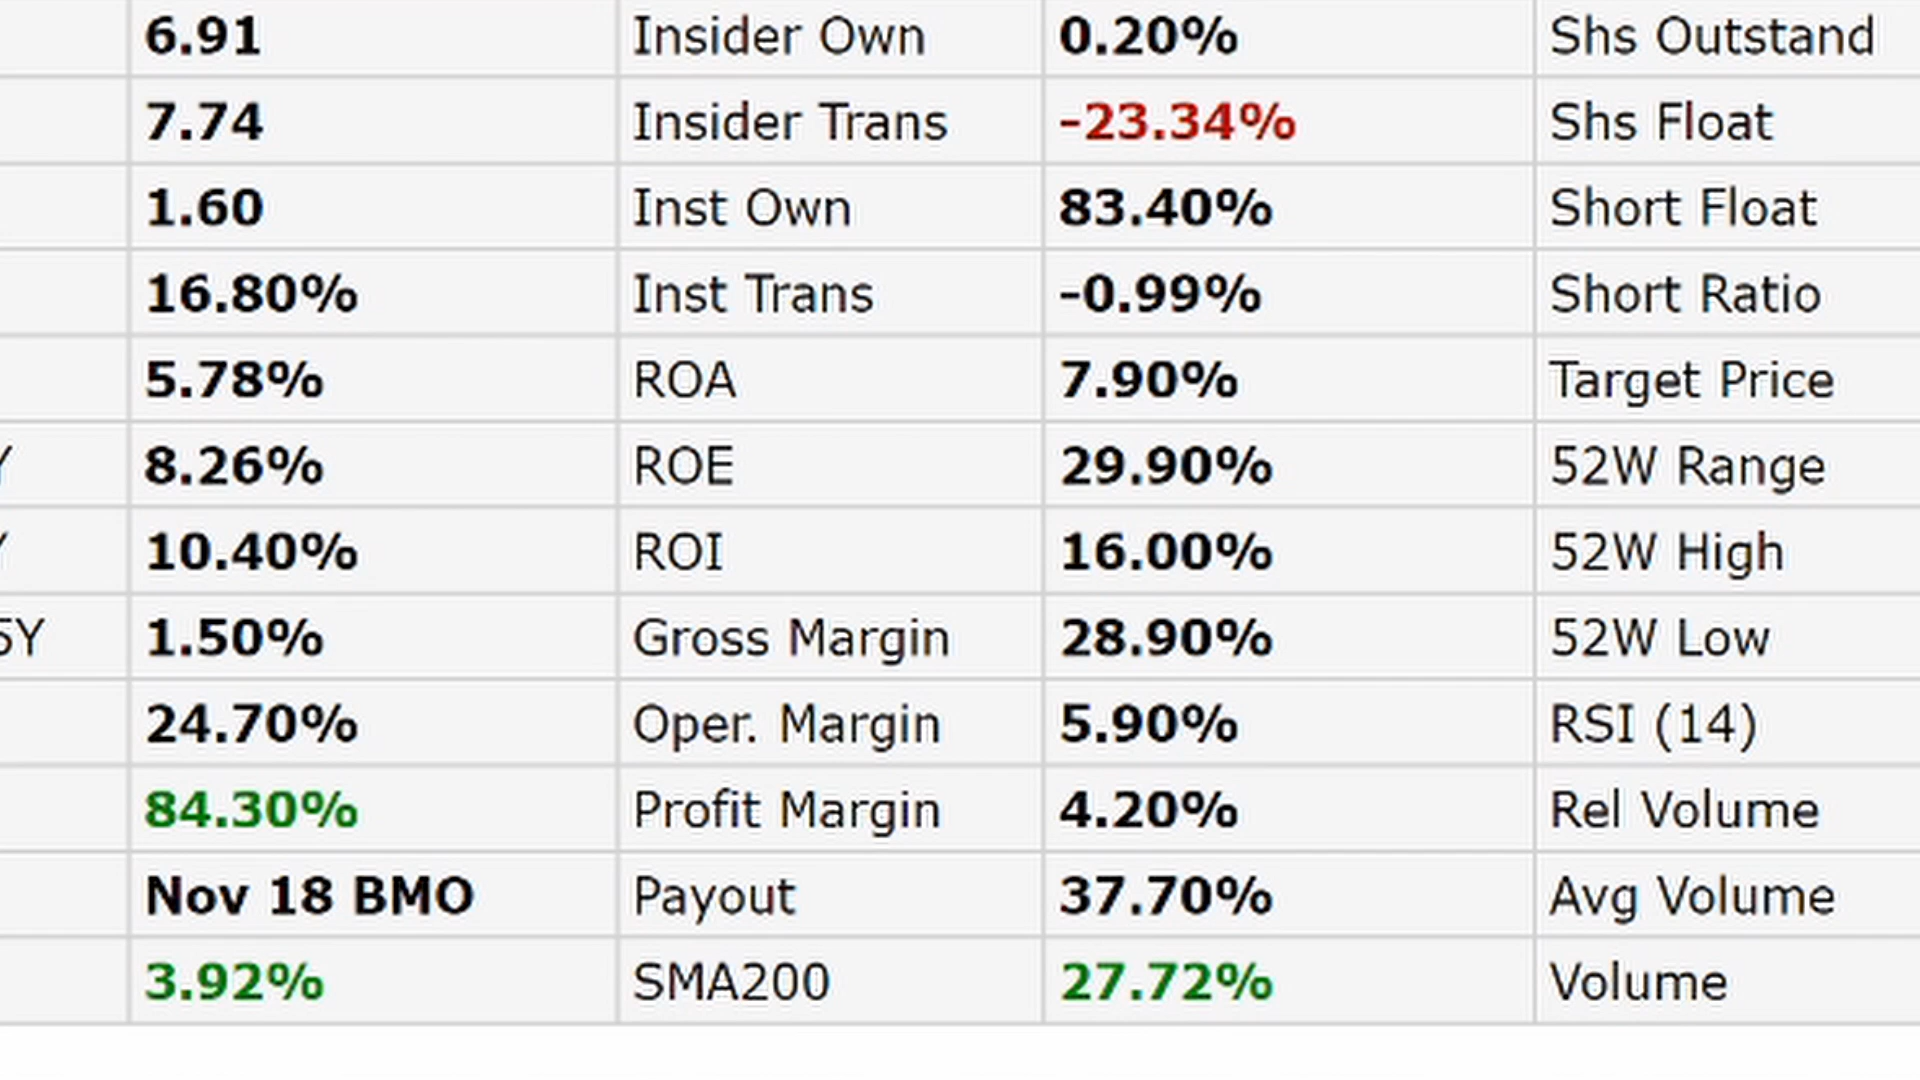 6.91 Insider Own 0.20% Shs Outstand
7.74 Insider Trans -23.34% Shs Float
1.60 Inst Own 83.40% Short Float
16.80% Inst Trans -0.99% Short Ratio
5.78% ROA 7.90% Target Price
Y 8.26% ROE 29.90% 52W Range
Y 10.40% ROI 16.00% 52W High
5Y 1.50% Gross Margin 28.90% 52W Low
24.70% Oper. Margin 5.90% RSI (14)
84.30% Profit Margin 4.20% Rel Volume
Nov 18 BMO Payout 37.70% Avg Volume
3.92% SMA200 27.72% Volume